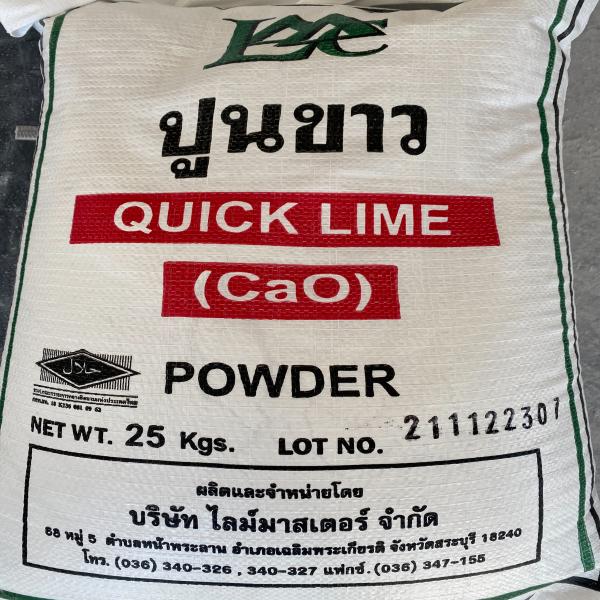 LMC
ปูนขาว
QUICK LIME
(CaO)
حلال
POWDER
NET WT. 25 Kgs.
LOT NO. 211122307
ผลิตและจำหน่ายโดย
บริษัท ไลม์มาสเตอร์ จำกัด
68 หมู่ 5 ตำบลหน้าพระลาน อำเภอเฉลิมพระเกียรติ จังหวัดสระบุรี 18240
โทร. (036) 340-326 , 340-327 แฟกซ์. (036) 347-155